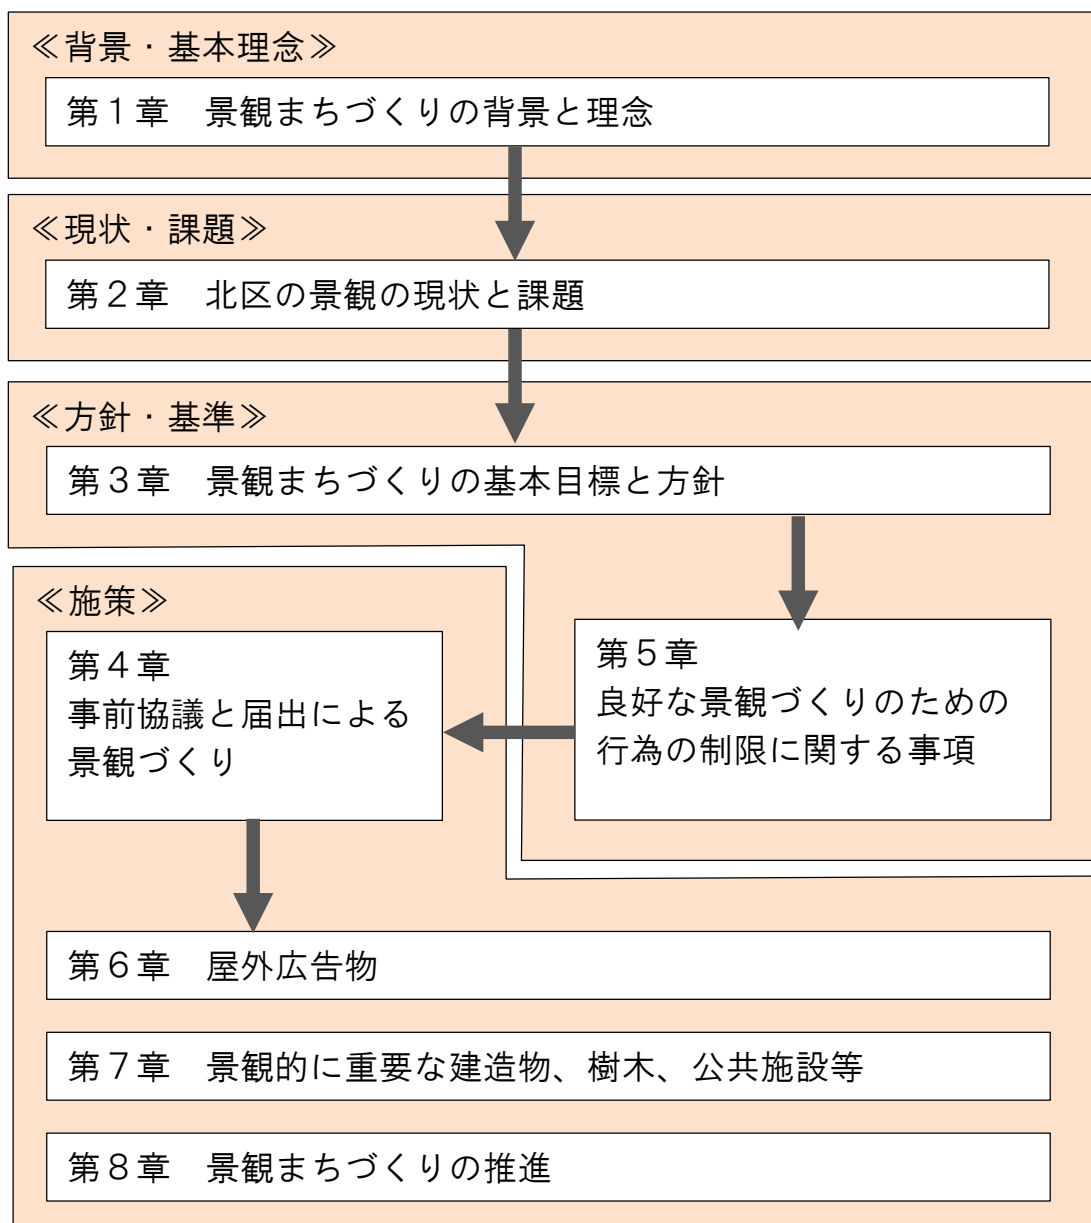 ≪背景・基本理念≫
第１章　景観まちづくりの背景と理念
≪現状・課題≫
第２章　北区の景観の現状と課題
≪方針・基準≫
第３章　景観まちづくりの基本目標と方針
≪施策≫
第４章
事前協議と届出による
景観づくり
第５章
良好な景観づくりのための
行為の制限に関する事項
第６章　屋外広告物
第７章　景観的に重要な建造物、樹木、公共施設等
第８章　景観まちづくりの推進